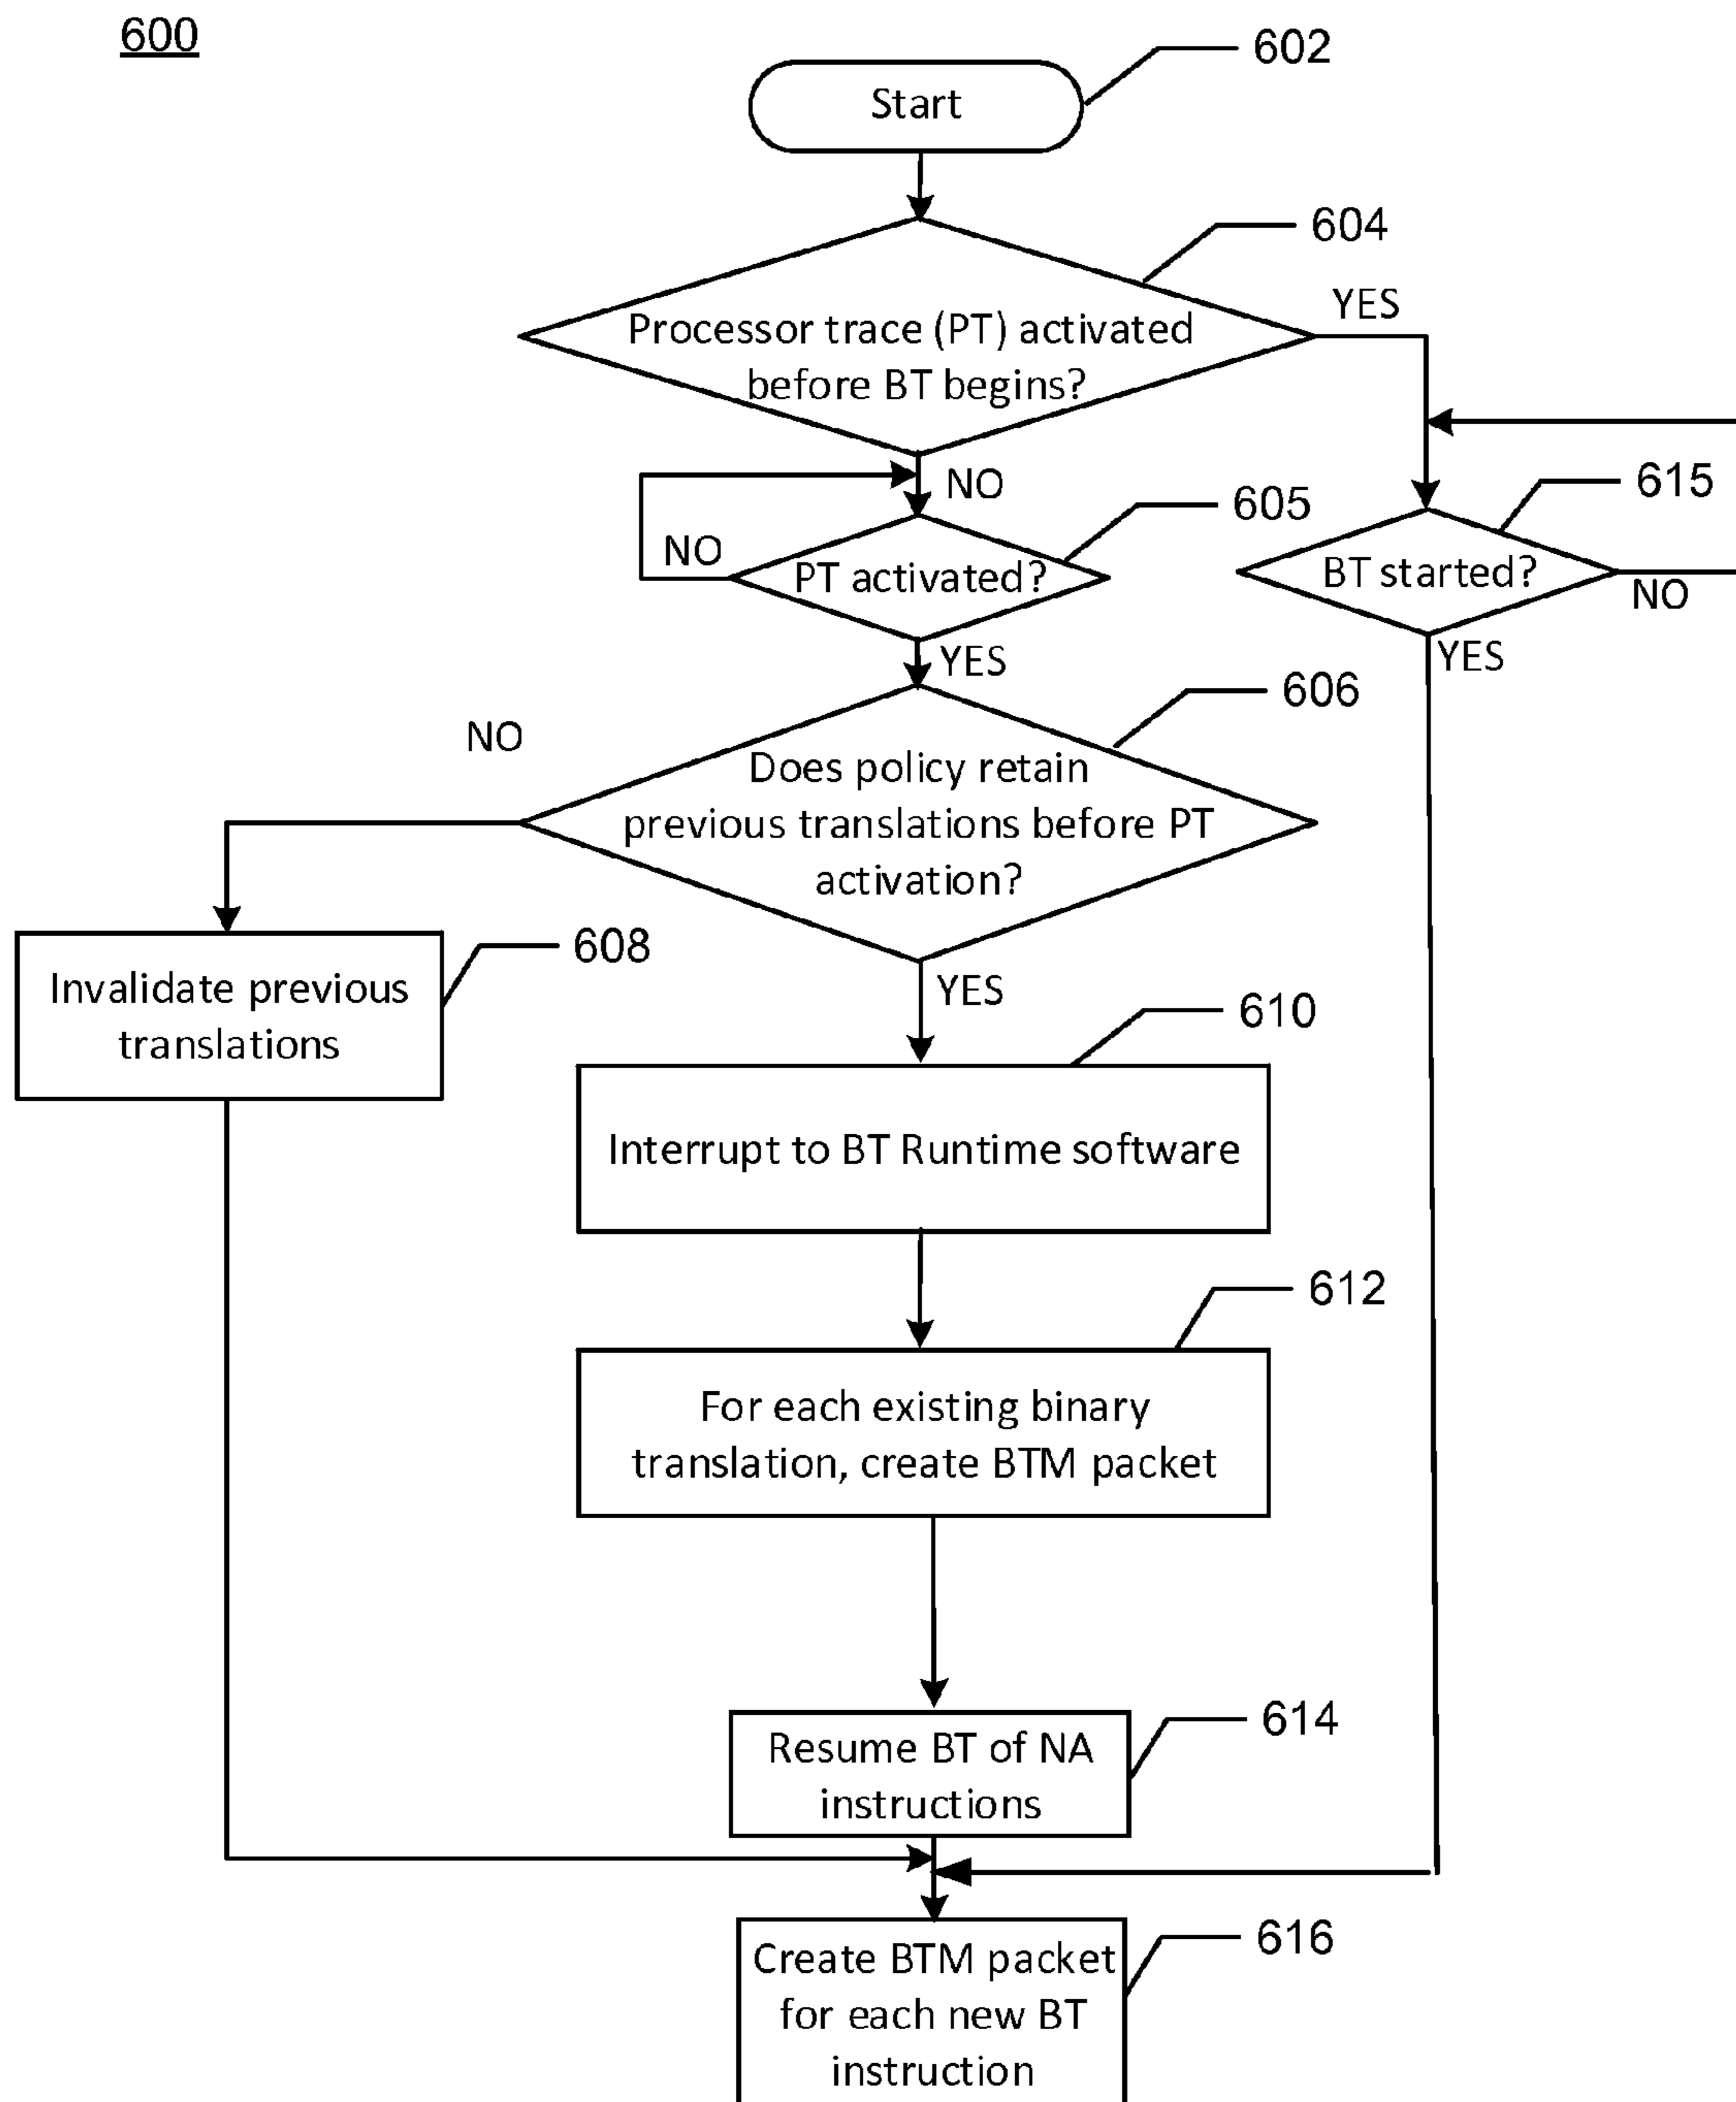 600
602
Start
604
YES
Processor trace (PT) activated
before BT begins?
NO
605
615
NO
PT activated?
BT started?
NO
YES
YES
606
NO
Does policy retain
previous translations before PT
activation?
608
YES
Invalidate previous
translations
610
Interrupt to BT Runtime software
612
For each existing binary
translation, create BTM packet
614
Resume BT of NA
instructions
616
Create BTM packet
for each new BT
instruction